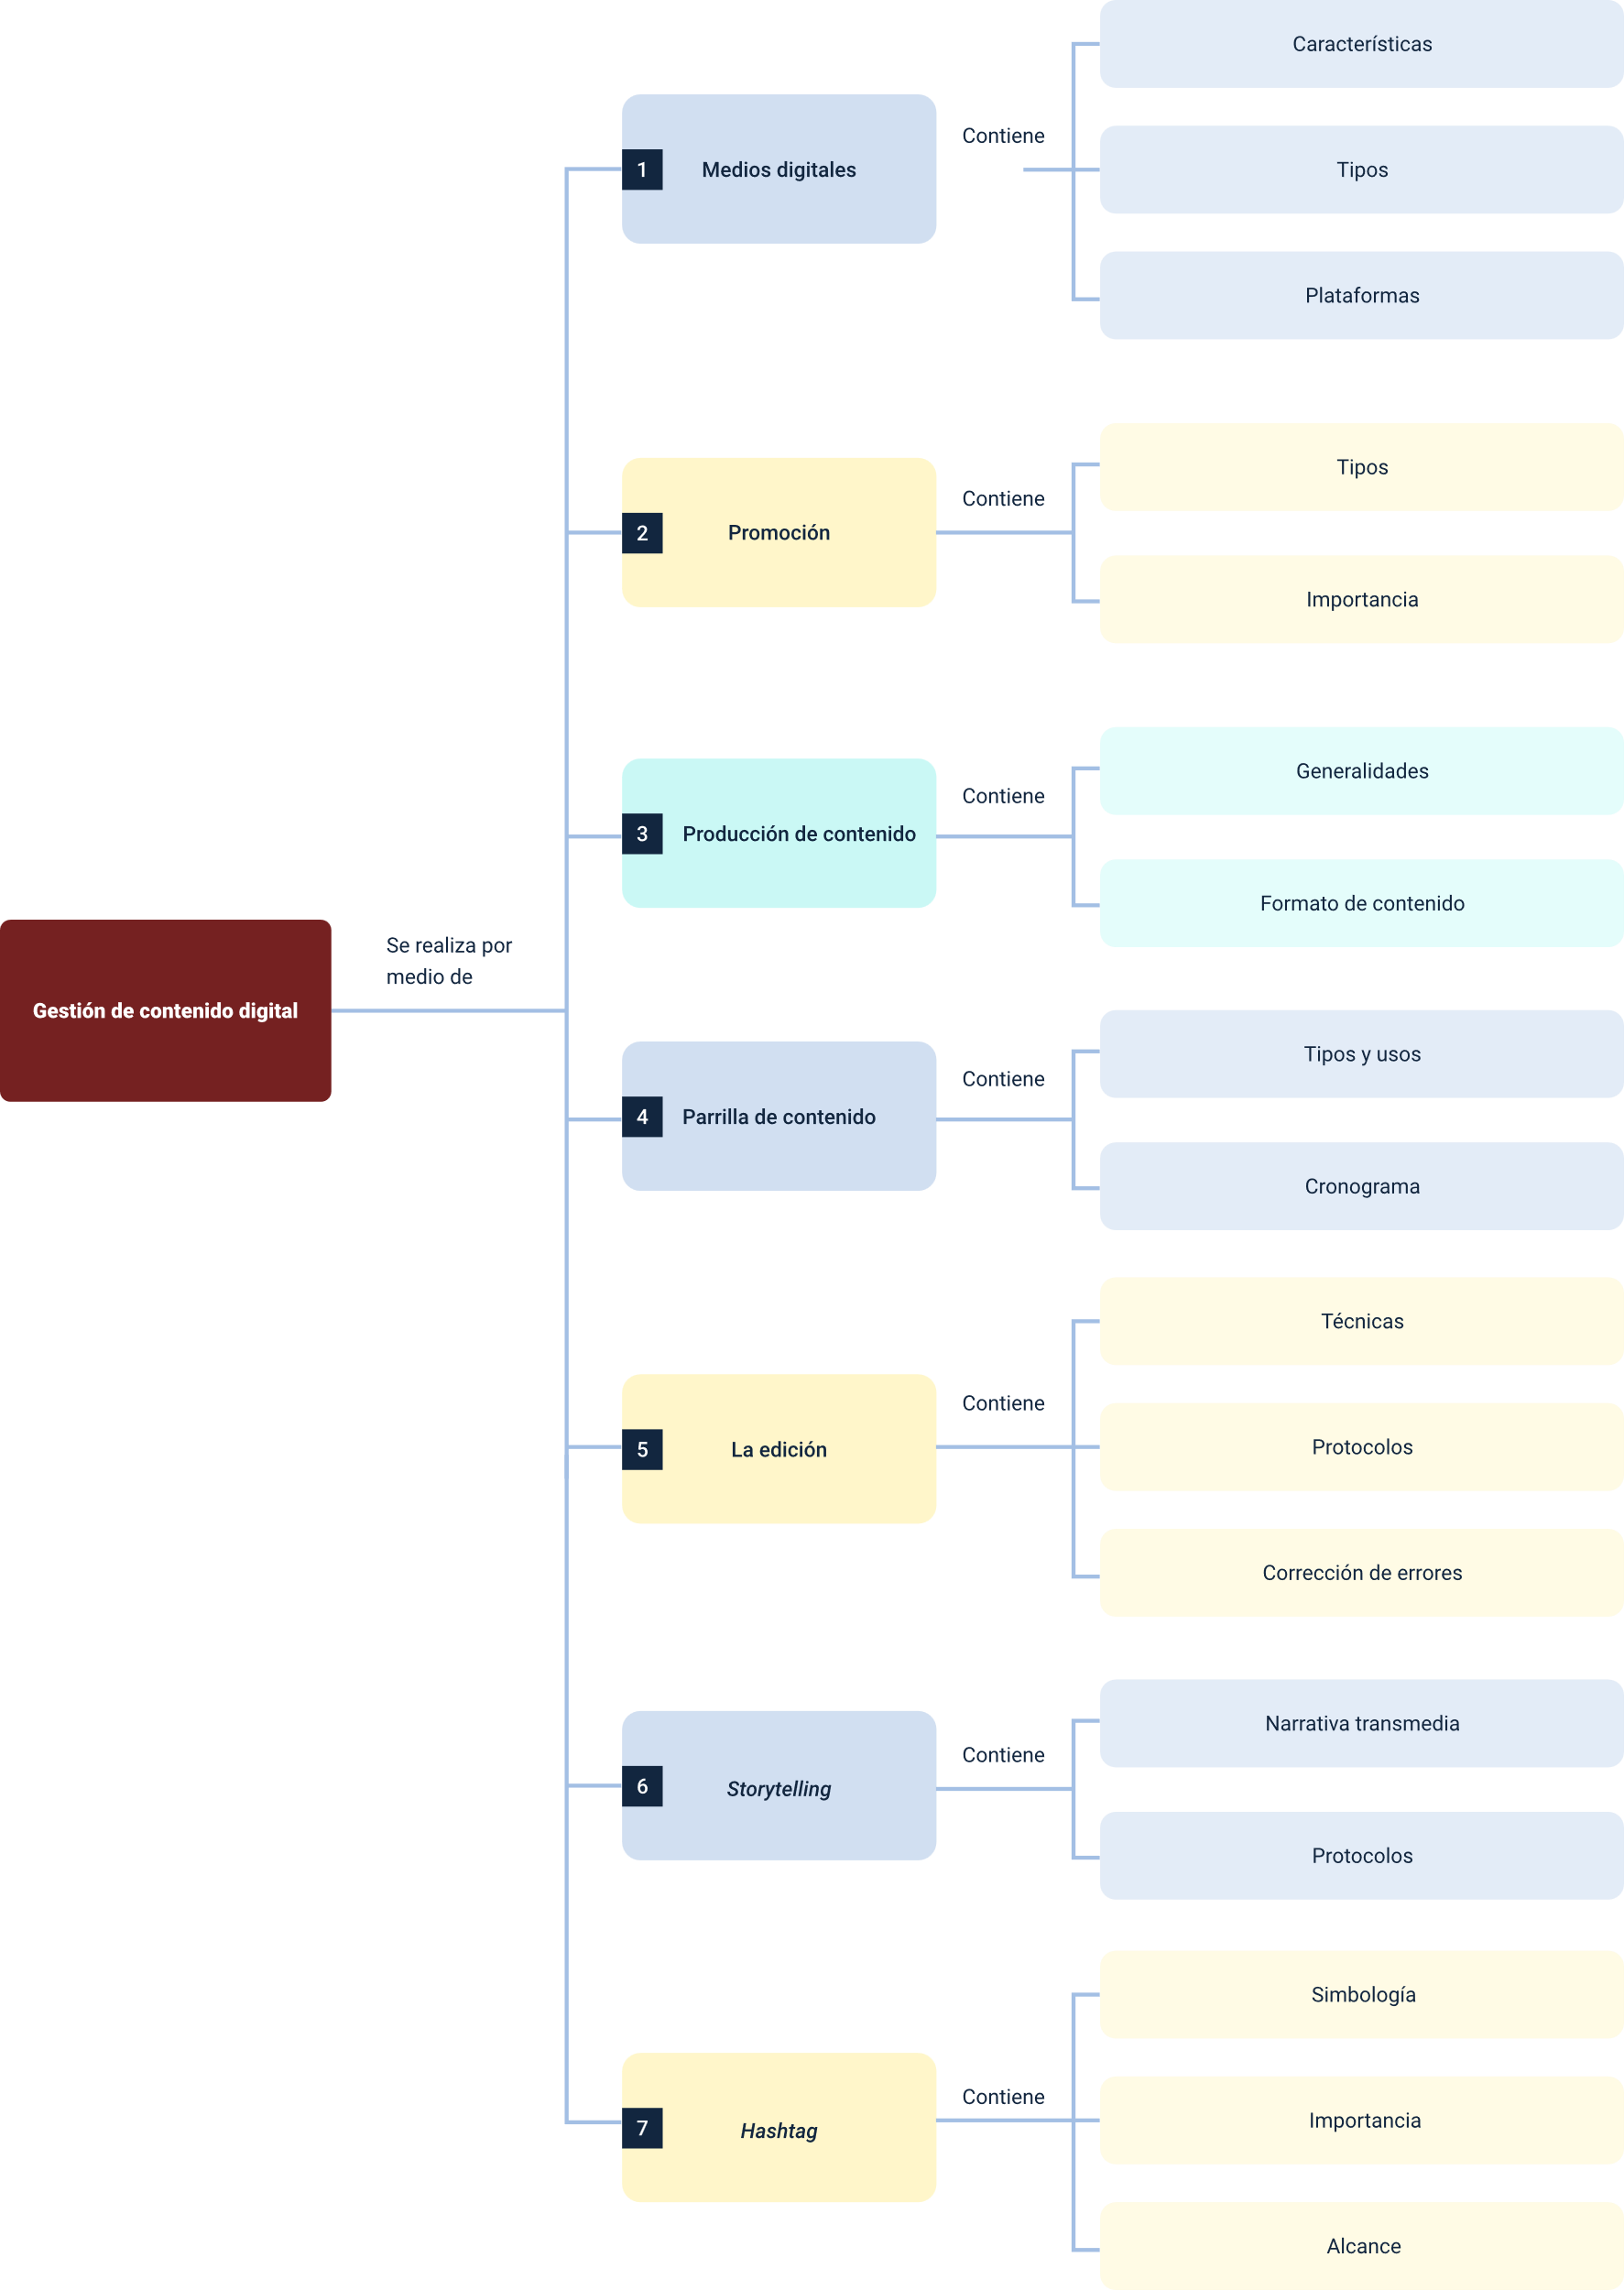 Gestión de contenido digital
Se realiza por
medio de
1
Medios digitales
Contiene
Características
Tipos
Plataformas
2
Promoción
Contiene
Tipos
Importancia
3
Producción de contenido
Contiene
Generalidades
Formato de contenido
4
Parrilla de contenido
Contiene
Tipos y usos
Cronograma
5
La edición
Contiene
Técnicas
Protocolos
Corrección de errores
6
Storytelling
Contiene
Narrativa transmedia
Protocolos
7
Hashtag
Contiene
Simbología
Importancia
Alcance